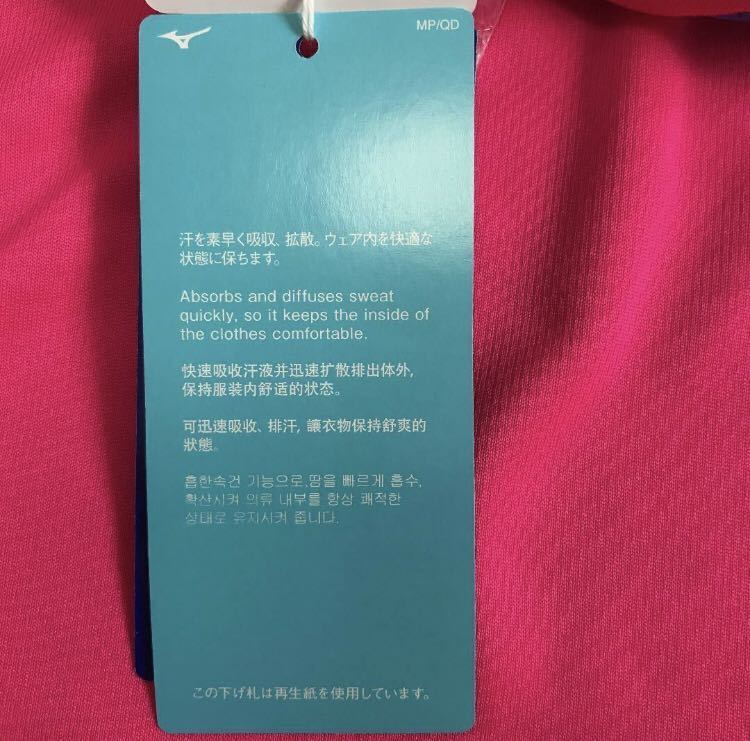 MP/QD
汗を素早く吸収、拡散。ウェア内を快適な
状態に保ちます。
Absorbs and diffuses sweat
quickly, so it keeps the inside of
the clothes comfortable.
快速吸收汗液并迅速扩散排出体外,
保持服装内舒适的状态。
可迅速吸收、排汗, 讓衣物保持舒爽的
狀態。
흡한속건 기능으로.땀을 빠르게 흡수,
확산시켜 의류 내부를 항상 쾌적한
상태로 유지시켜 줍니다.
この下げ札は再生紙を使用しています。